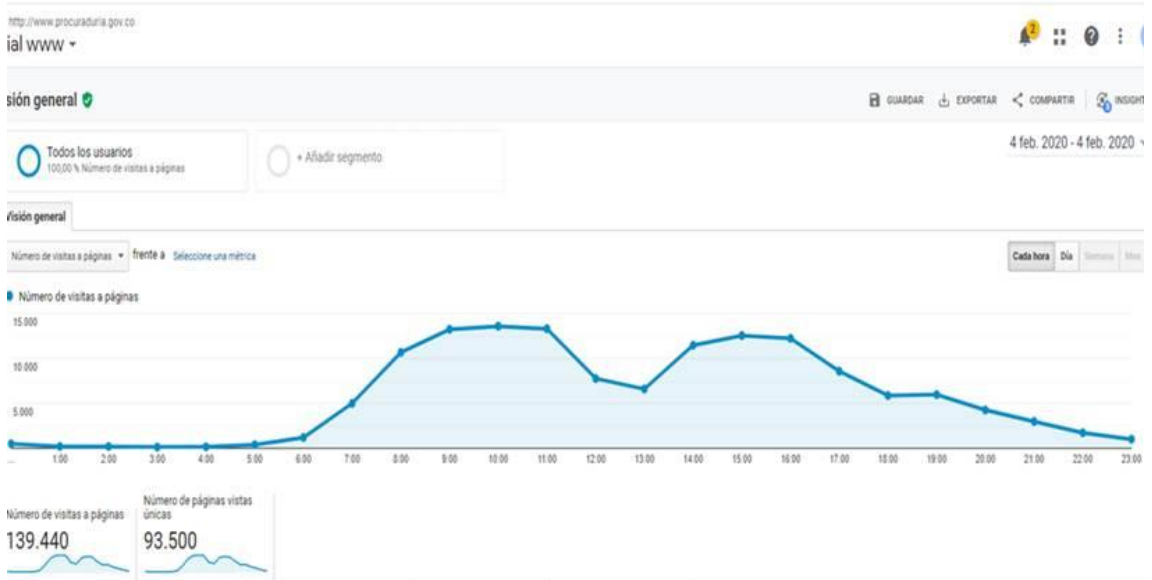 http://www.procuraduria.gov.co
ial www
2
sión general
GUARDAR
EXPORTAR
COMPARTIR
INSIGHT
Todos los usuarios
100,00 % Número de visitas a páginas
+ Añadir segmento
4 feb. 2020 - 4 feb. 2020
Visión general
Número de visitas a páginas
frente a
Seleccione una métrica
Cada hora
Día
Semana
Mes
Número de visitas a páginas
15.000
10.000
5.000
... 1:00 2:00 3:00 4:00 5:00 6:00 7:00 8:00 9:00 10:00 11:00 12:00 13:00 14:00 15:00 16:00 17:00 18:00 19:00 20:00 21:00 22:00 23:00
Número de visitas a páginas
139.440
Número de páginas vistas
únicas
93.500